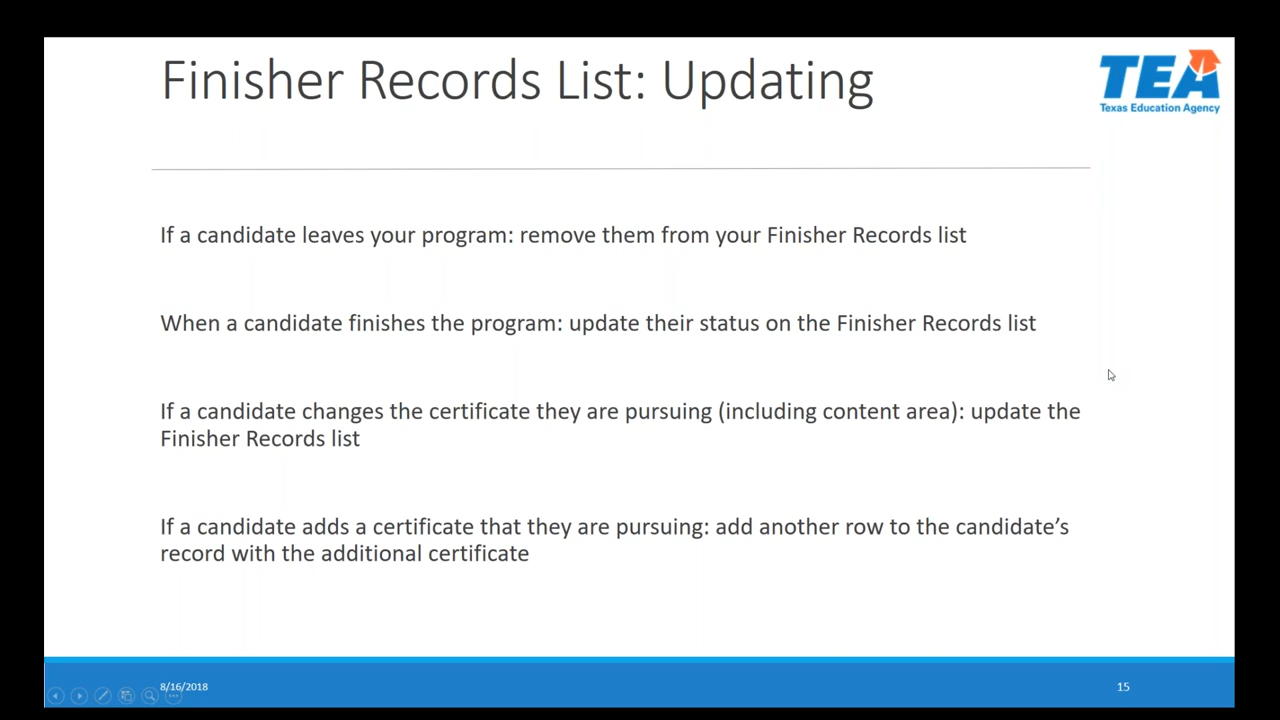 Finisher Records List: Updating
TEA
Texas Education Agency
If a candidate leaves your program: remove them from your Finisher Records list
When a candidate finishes the program: update their status on the Finisher Records list
If a candidate changes the certificate they are pursuing (including content area): update the
Finisher Records list
If a candidate adds a certificate that they are pursuing: add another row to the candidate’s
record with the additional certificate
8/16/2018
15